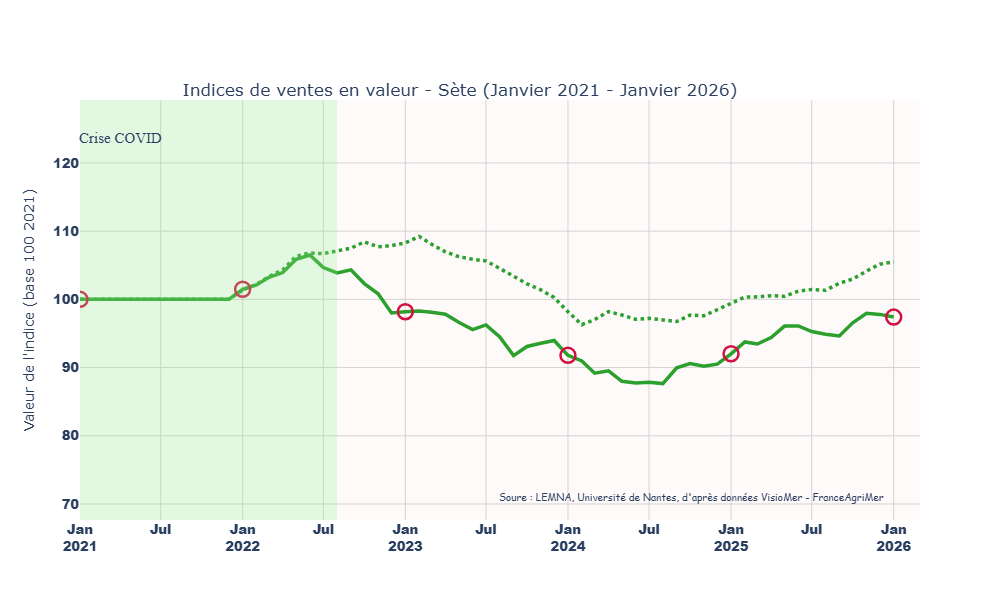 Indices de ventes en valeur - Sète (Janvier 2021 - Janvier 2026)
Crise COVID
Valeur de l'indice (base 100 2021)
120
110
100
90
80
70
Soure : LEMNA, Université de Nantes, d'après données VisioMer - FranceAgriMer
Jan Jul Jan Jul Jan Jul Jan Jul Jan Jul Jan
2021 2022 2023 2024 2025 2026